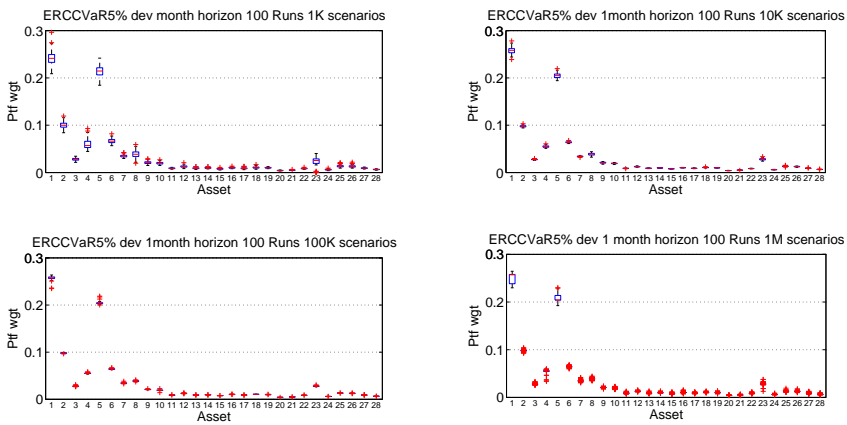 ERCCVaR5% dev month horizon 100 Runs 1K scenarios
0.3
0.2
0.1
0
Ptf wgt
1 2 3 4 5 6 7 8 9 10 11 12 13 14 15 16 17 18 19 20 21 22 23 24 25 26 27 28
Asset
ERCCVaR5% dev 1month horizon 100 Runs 10K scenarios
0.3
0.2
0.1
0
Ptf wgt
1 2 3 4 5 6 7 8 9 10 11 12 13 14 15 16 17 18 19 20 21 22 23 24 25 26 27 28
Asset
ERCCVaR5% dev 1month horizon 100 Runs 100K scenarios
0.3
0.2
0.1
0
Ptf wgt
1 2 3 4 5 6 7 8 9 10 11 12 13 14 15 16 17 18 19 20 21 22 23 24 25 26 27 28
Asset
ERCCVaR5% dev 1 month horizon 100 Runs 1M scenarios
0.3
0.2
0.1
0
Ptf wgt
1 2 3 4 5 6 7 8 9 10 11 12 13 14 15 16 17 18 19 20 21 22 23 24 25 26 27 28
Asset